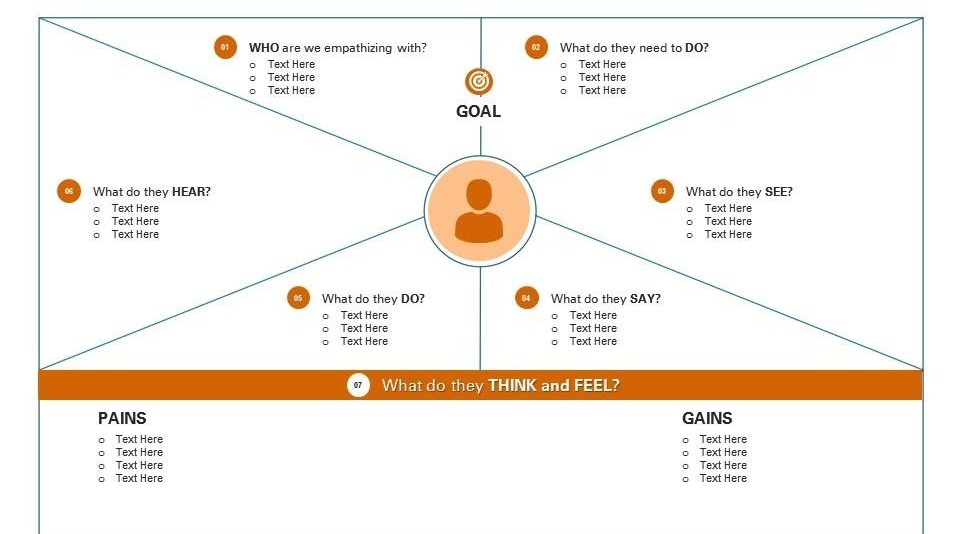 01
WHO are we empathizing with?
o Text Here
o Text Here
o Text Here
02
What do they need to DO?
o Text Here
o Text Here
o Text Here
GOAL
06
What do they HEAR?
o Text Here
o Text Here
o Text Here
03
What do they SEE?
o Text Here
o Text Here
o Text Here
05
What do they DO?
o Text Here
o Text Here
o Text Here
04
What do they SAY?
o Text Here
o Text Here
o Text Here
07
What do they THINK and FEEL?
PAINS
o Text Here
o Text Here
o Text Here
o Text Here
GAINS
o Text Here
o Text Here
o Text Here
o Text Here